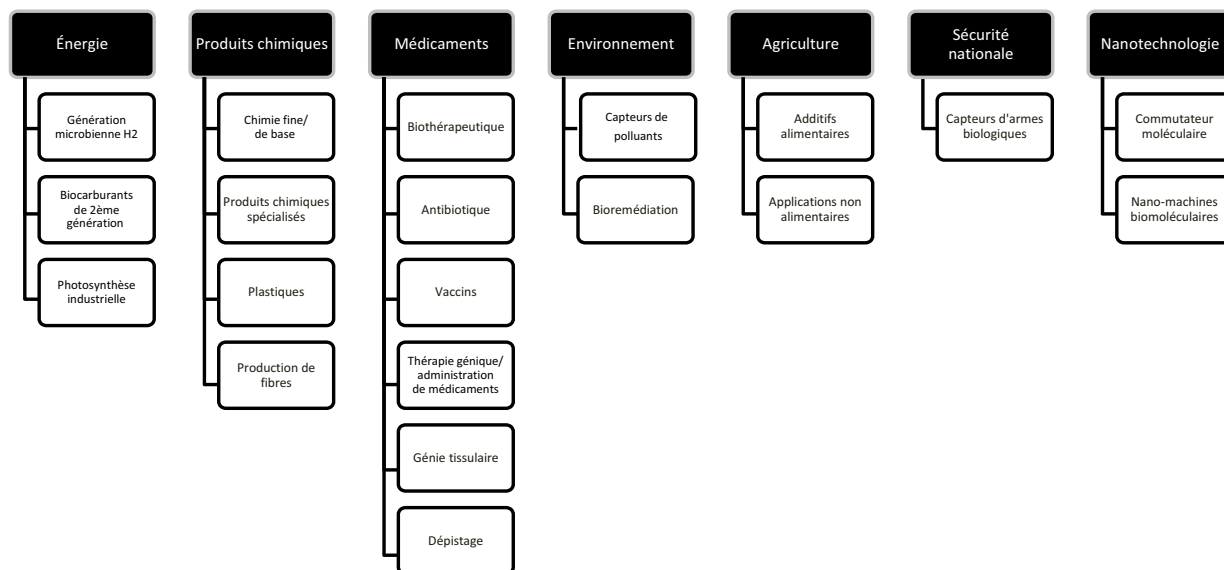 Énergie
Génération
microbienne H2
Biocarburants
de 2ème
génération
Photosynthèse
industrielle
Produits chimiques
Chimie fine/
de base
Produits chimiques
spécialisés
Plastiques
Production de
fibres
Médicaments
Biothérapeutique
Antibiotique
Vaccins
Thérapie génique/
administration
de médicaments
Génie tissulaire
Dépistage
Environnement
Capteurs de
polluants
Bioremédiation
Agriculture
Additifs
alimentaires
Applications non
alimentaires
Sécurité
nationale
Capteurs d'armes
biologiques
Nanotechnologie
Commutateur
moléculaire
Nano-machines
biomoléculaires